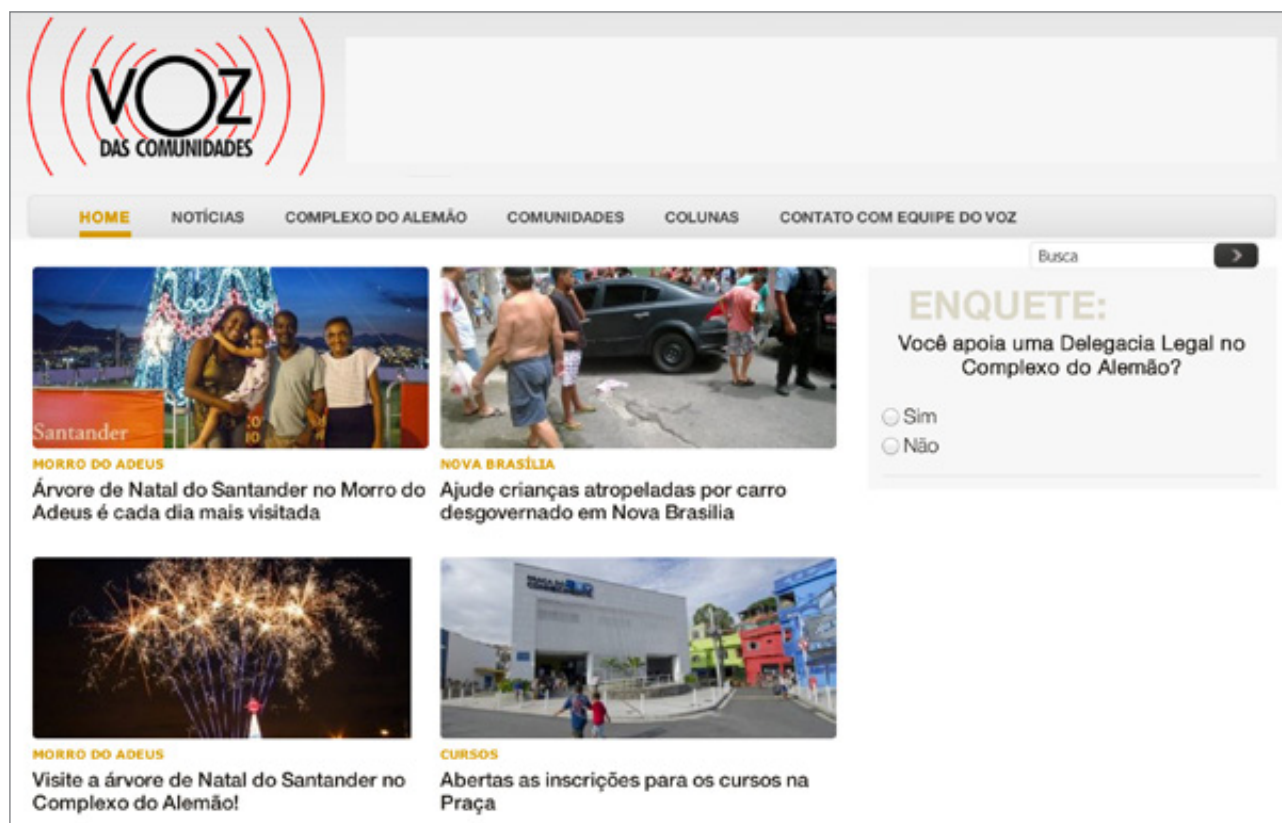 VOZ
DAS COMUNIDADES
HOME NOTÍCIAS COMPLEXO DO ALEMÃO COMUNIDADES COLUNAS CONTATO COM EQUIPE DO VOZ
Busca
ENQUETE:
Você apoia uma Delegacia Legal no
Complexo do Alemão?
Sim
Não
Santander
MORRO DO ADEUS
Árvore de Natal do Santander no Morro do
Adeus é cada dia mais visitada
NOVA BRASÍLIA
Ajude crianças atropeladas por carro
desgovernado em Nova Brasilia
MORRO DO ADEUS
Visite a árvore de Natal do Santander no
Complexo do Alemão!
CURSOS
Abertas as inscrições para os cursos na
Praça